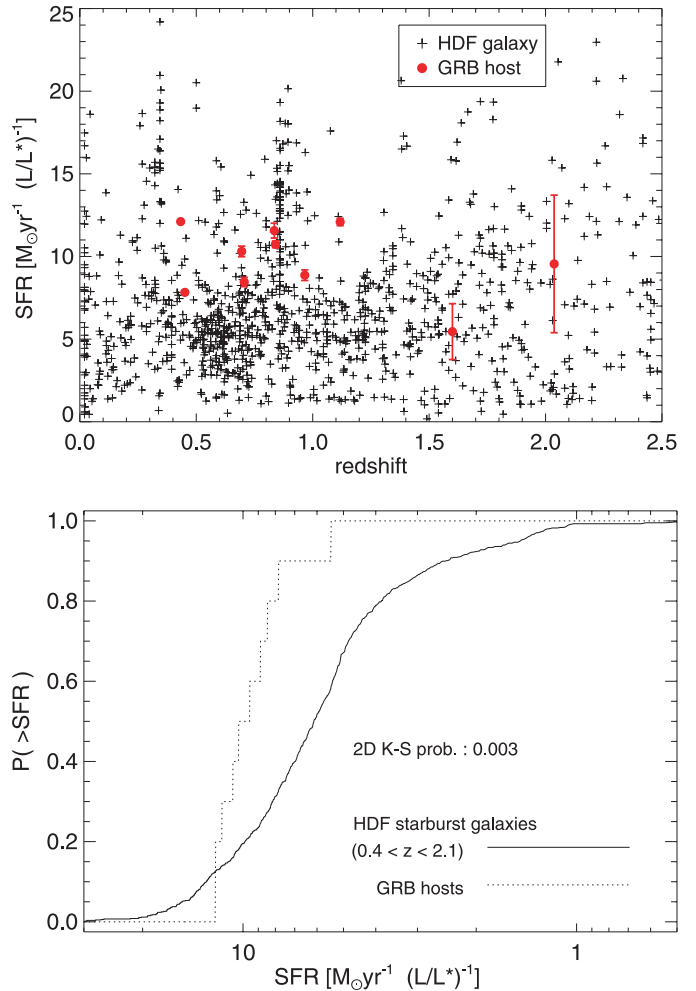 25
20
15
10
5
0
SFR [M☉yr⁻¹ (L/L*)⁻¹]
HDF galaxy
GRB host
0.0 0.5 1.0 1.5 2.0 2.5
redshift
1.0
0.8
0.6
0.4
0.2
0.0
P( >SFR )
2D K-S prob. : 0.003
HDF starburst galaxies
(0.4 < z < 2.1)
GRB hosts
10 1
SFR [M☉yr⁻¹ (L/L*)⁻¹]